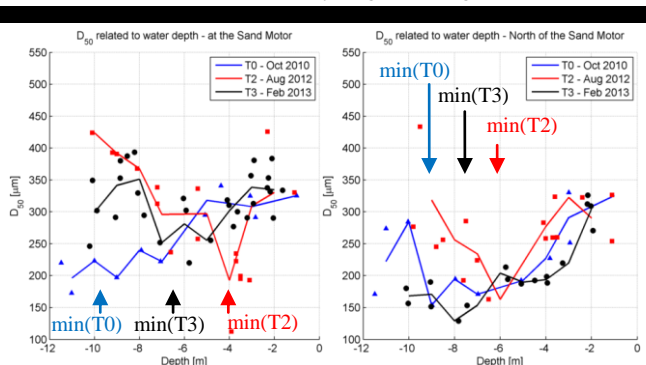 D50 related to water depth - at the Sand Motor
550
500
450
400
350
300
250
200
150
100
D50 [μm]
T0 - Oct 2010
T2 - Aug 2012
T3 - Feb 2013
min(T0)
min(T3)
min(T2)
-12
-10
-8
-6
-4
-2
0
Depth [m]
D50 related to water depth - North of the Sand Motor
550
500
450
400
350
300
250
200
150
100
D50 [μm]
T0 - Oct 2010
T2 - Aug 2012
T3 - Feb 2013
min(T0)
min(T3)
min(T2)
-12
-10
-8
-6
-4
-2
0
Depth [m]